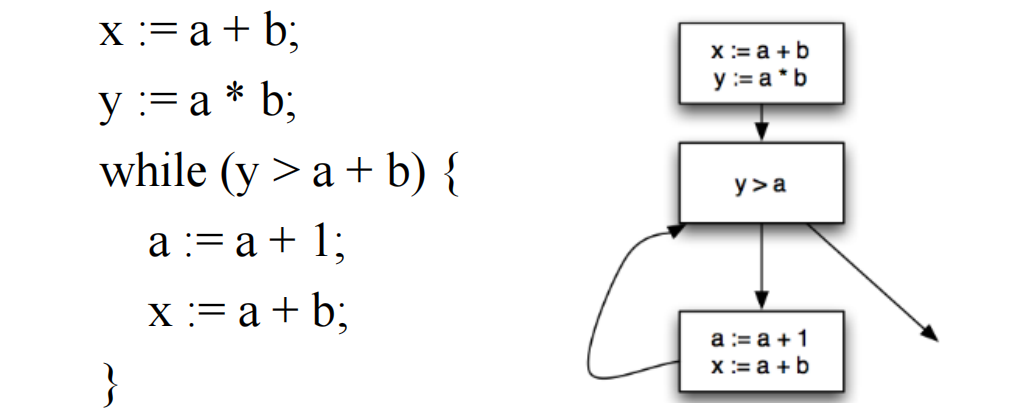 x := a + b;
y := a * b;
while (y > a + b) {
a := a + 1;
x := a + b;
}
x := a + b
y := a * b
y > a
a := a + 1
x := a + b